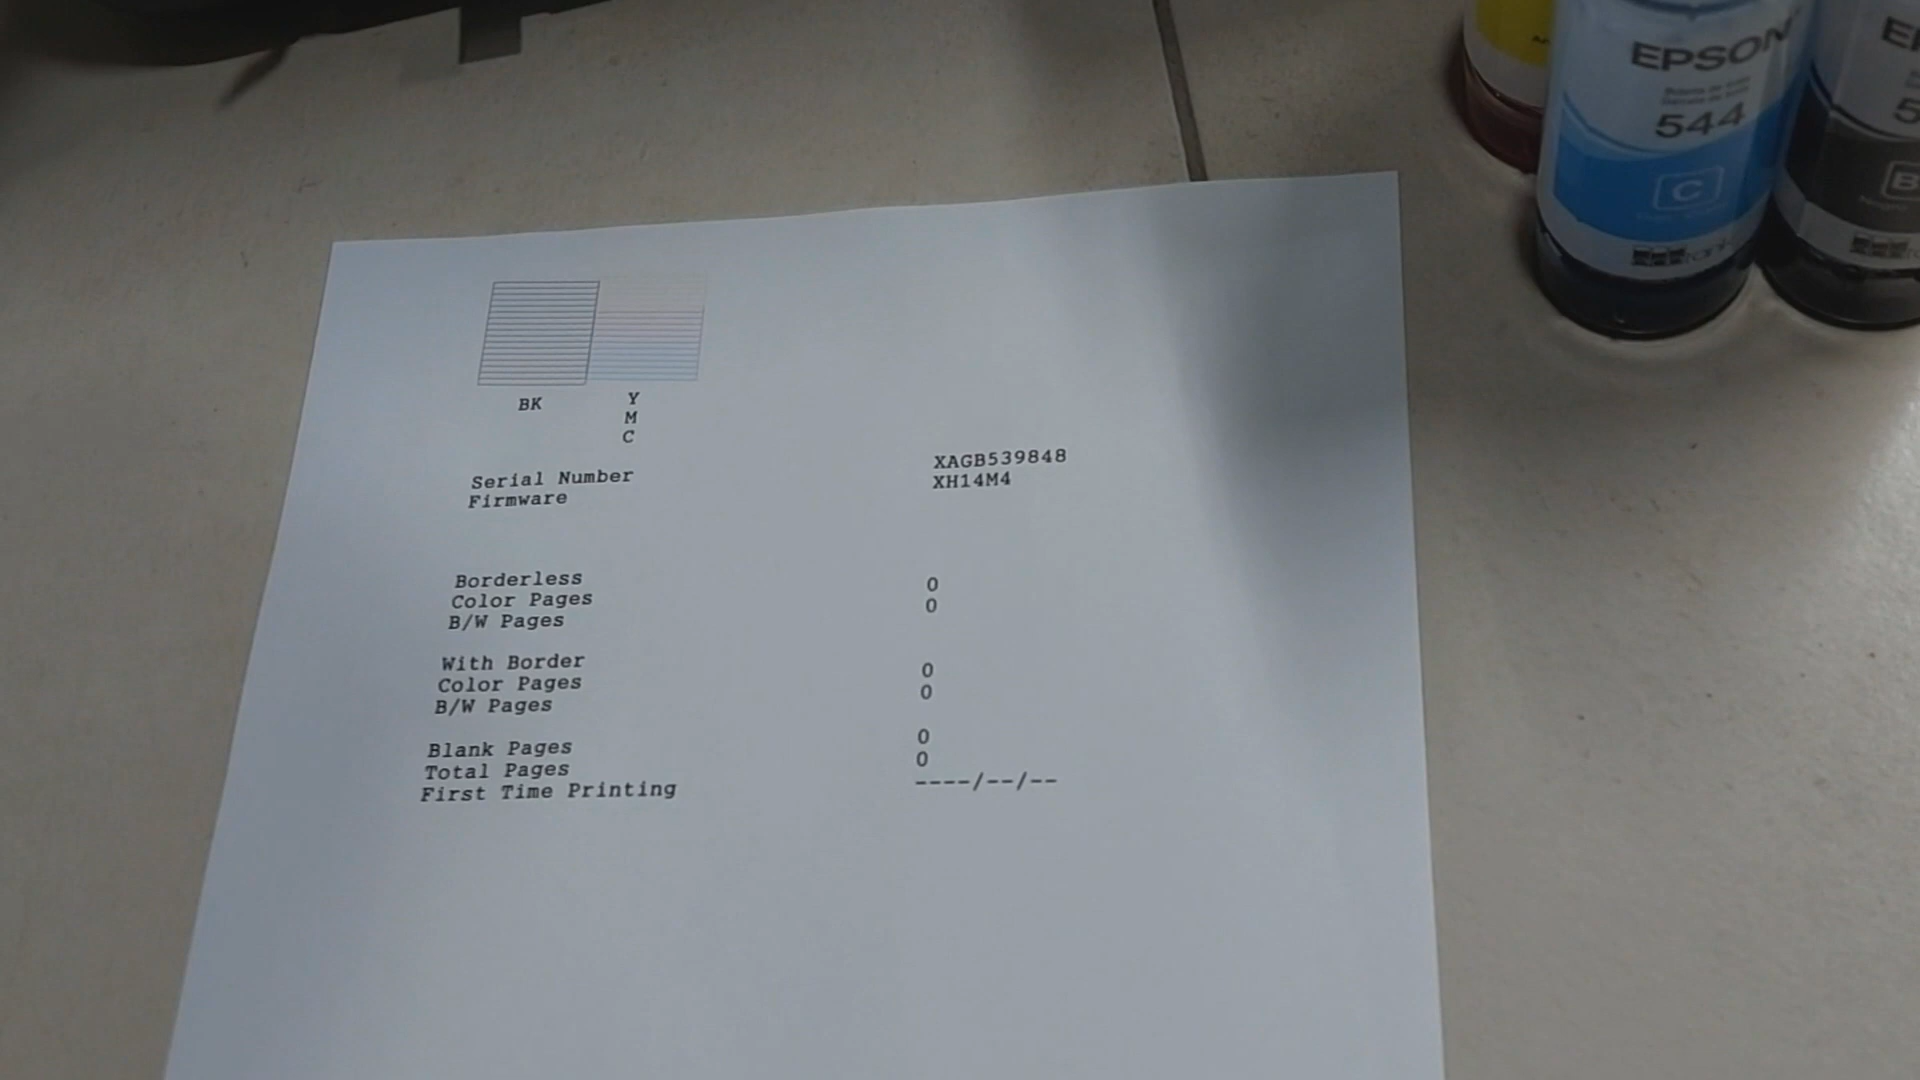 BK
Y
M
C
Serial Number XAGB539848
Firmware XH14M4
Borderless
Color Pages 0
B/W Pages 0
With Border
Color Pages 0
B/W Pages 0
Blank Pages 0
Total Pages 0
First Time Printing ----/--/--
EPSON
544
C